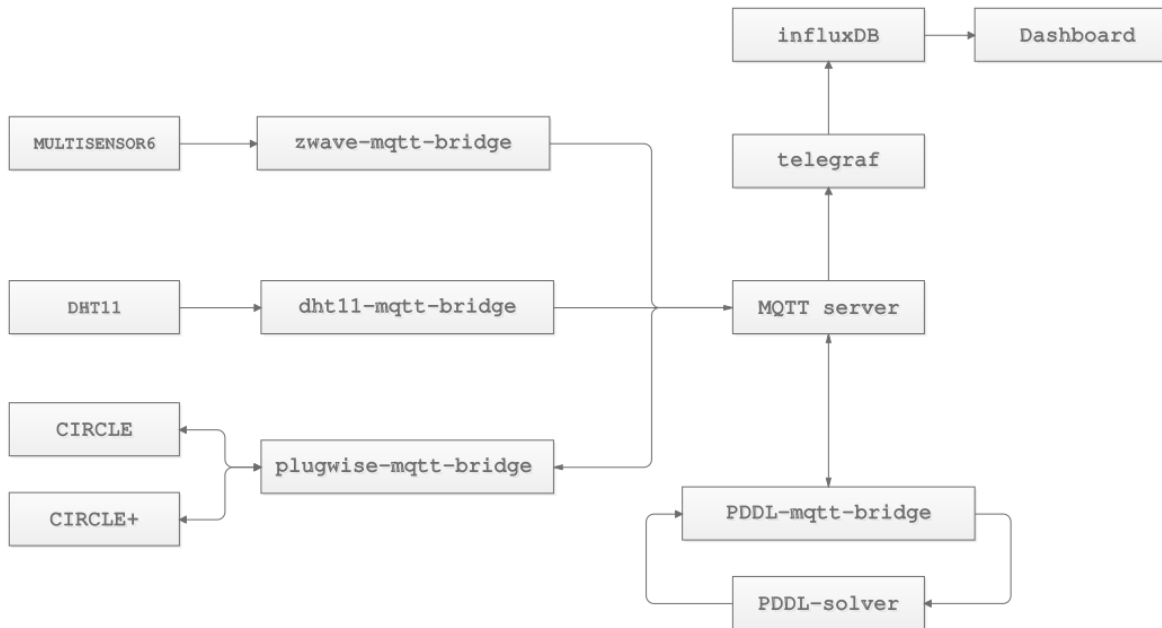 influxDB
Dashboard
MULTISENSOR6
zwave-mqtt-bridge
telegraf
DHT11
dht11-mqtt-bridge
MQTT server
CIRCLE
plugwise-mqtt-bridge
CIRCLE+
PDDL-mqtt-bridge
PDDL-solver